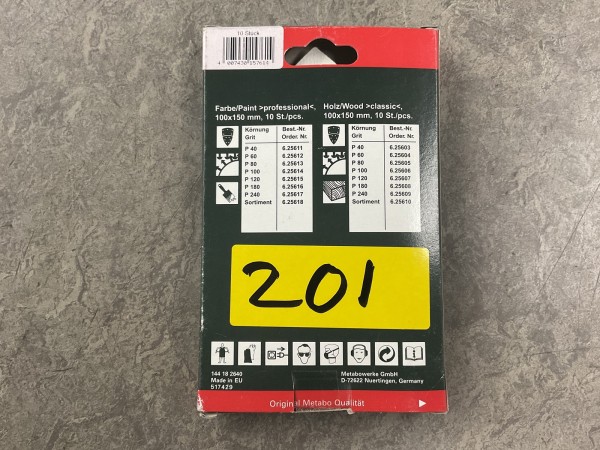 10 Stück
4 007430 257618
Farbe/Paint >professional<,
100x150 mm, 10 St./pcs.
Körnung Best.-Nr.
Grit Order. Nr.
P 40 6.25611
P 60 6.25612
P 80 6.25613
P 100 6.25614
P 120 6.25615
P 180 6.25616
P 240 6.25617
Sortiment 6.25618
Holz/Wood >classic<,
100x150 mm, 10 St./pcs.
Körnung Best.-Nr.
Grit Order. Nr.
P 40 6.25603
P 60 6.25604
P 80 6.25605
P 100 6.25606
P 120 6.25607
P 180 6.25608
P 240 6.25609
Sortiment 6.25610
201
144 18 2640
Made in EU
517429
Metabowerke GmbH
D-72622 Nuertingen, Germany
Original Metabo Qualität